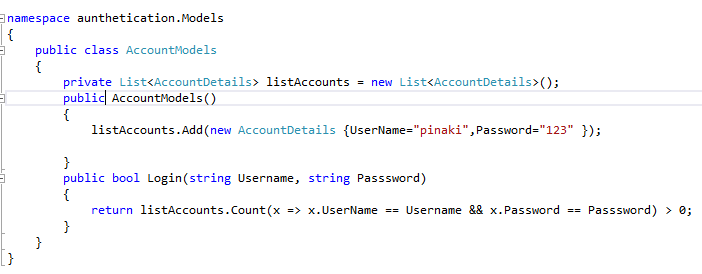 namespace aunthetication.Models
{
    public class AccountModels
    {
        private List<AccountDetails> listAccounts = new List<AccountDetails>();
        public AccountModels()
        {
            listAccounts.Add(new AccountDetails {UserName="pinaki",Password="123" });
        }
        public bool Login(string Username, string Passsword)
        {
            return listAccounts.Count(x => x.UserName == Username && x.Password == Passsword) > 0;
        }
    }
}